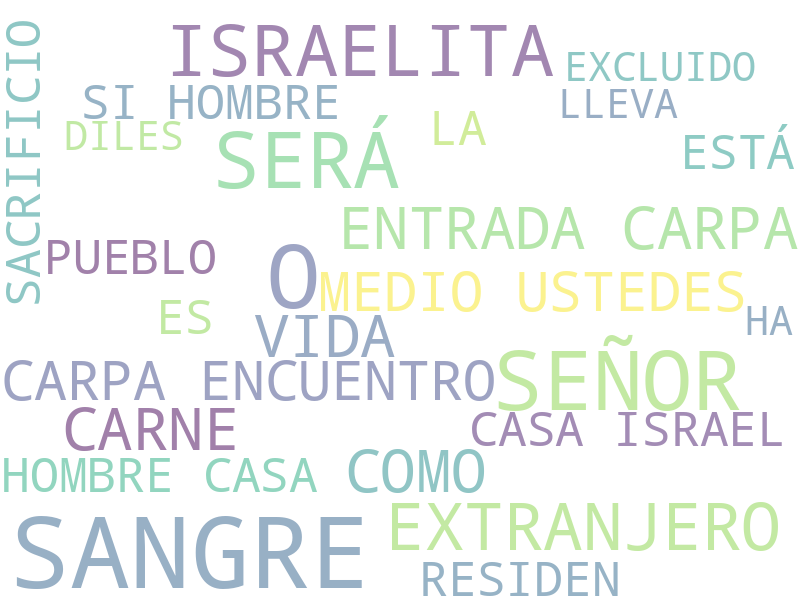 SACRIFICIO
ISRAELITA
EXCLUIDO
SI HOMBRE
LLEVA
DILES
SERÁ
LA
ESTÁ
ENTRADA CARPA
PUEBLO
O
MEDIO USTEDES
ES
VIDA
HA
CARPA ENCUENTRO
SEÑOR
CARNE
CASA ISRAEL
HOMBRE CASA
COMO
SANGRE
EXTRANJERO
RESIDEN